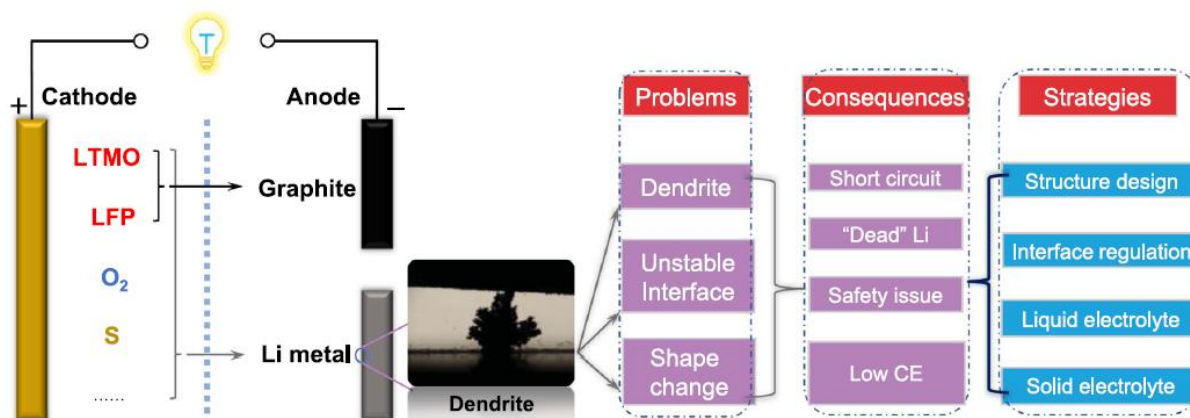 T
+
Cathode
Anode
−
LTMO
LFP
O₂
S
......
Graphite
Li metal
Dendrite
Problems
Dendrite
Unstable
Interface
Shape
change
Consequences
Short circuit
“Dead” Li
Safety issue
Low CE
Strategies
Structure design
Interface regulation
Liquid electrolyte
Solid electrolyte